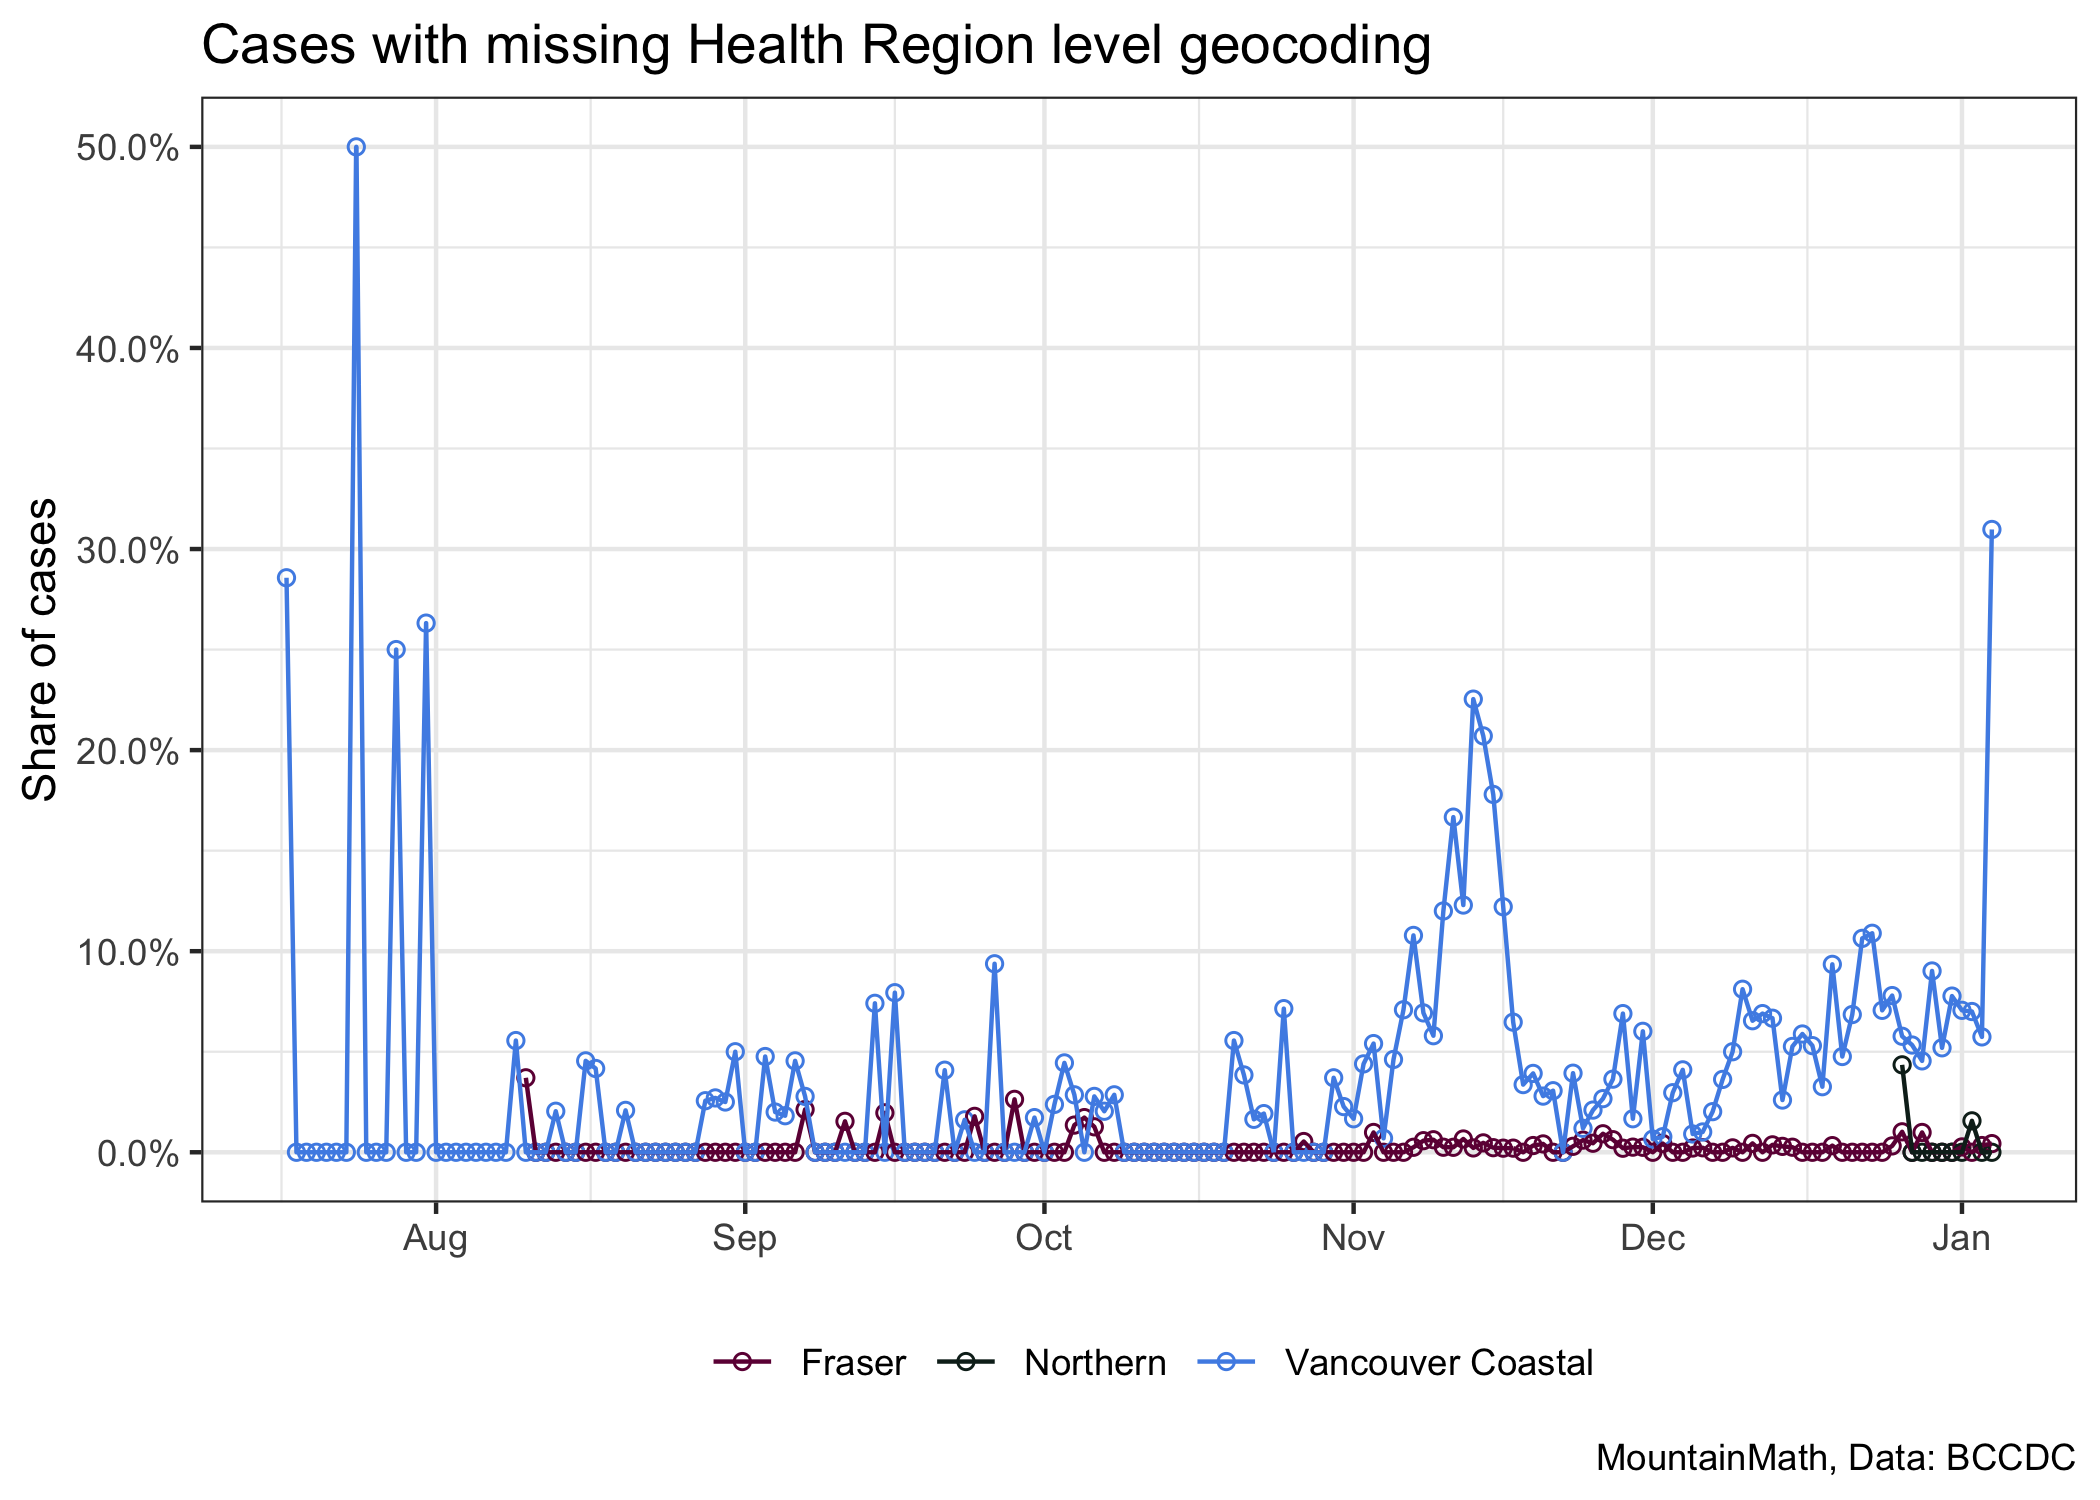 Cases with missing Health Region level geocoding
Share of cases
50.0%
40.0%
30.0%
20.0%
10.0%
0.0%
Aug Sep Oct Nov Dec Jan
Fraser Northern Vancouver Coastal
MountainMath, Data: BCCDC